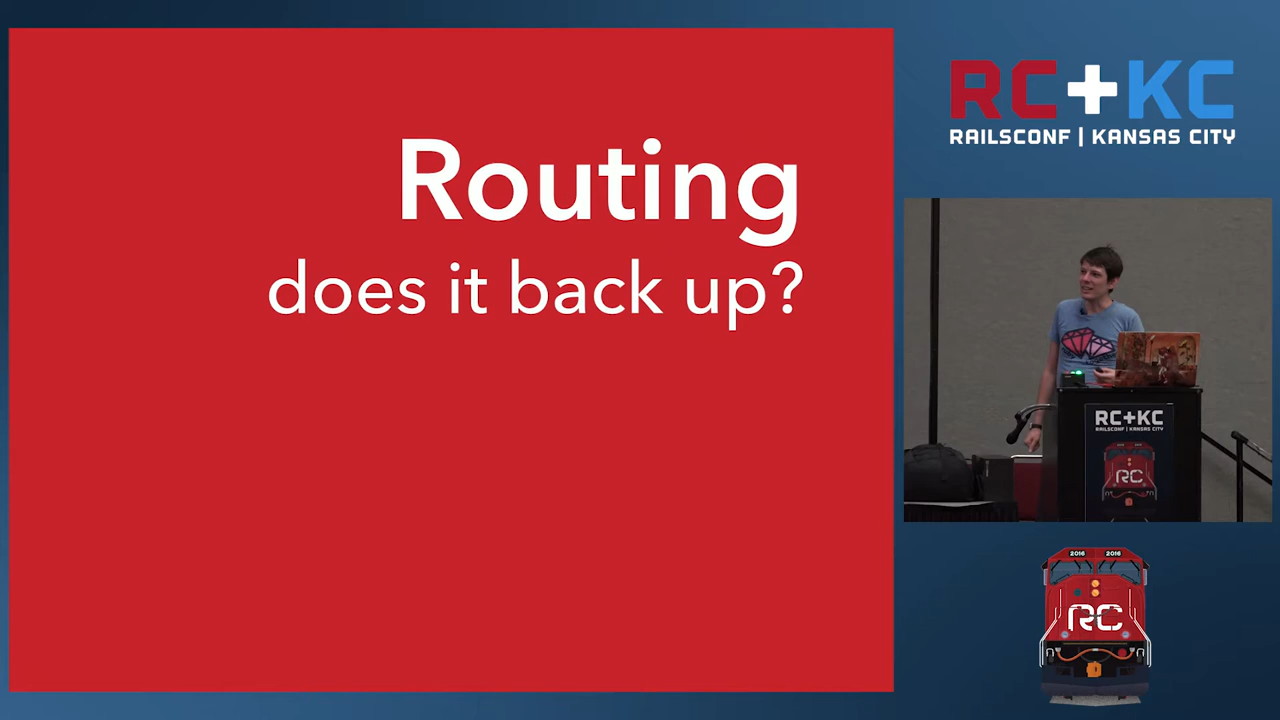 Routing
does it back up?
RC+KC
RAILSCONF | KANSAS CITY
RC+KC
RAILSCONF | KANSAS CITY
RC
2016 2016
RC